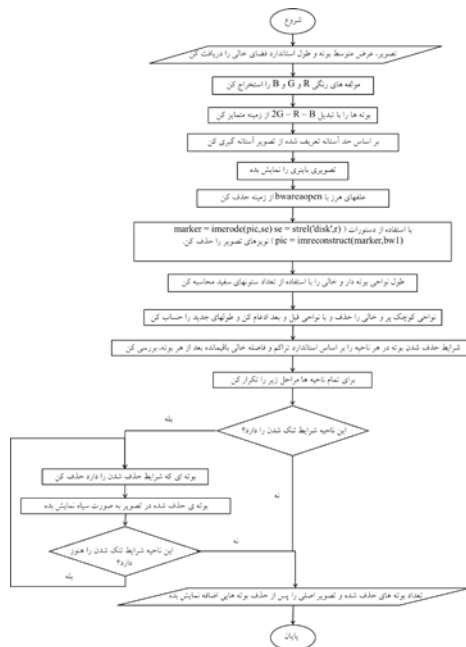 شروع
تصویر، عرض متوسط بوته و طول استاندارد فضای خالی را دریافت کن
مولفه های رنگی R و G و B را استخراج کن
بوته ها را با تبدیل 2G – R – B از زمینه متمایز کن
بر اساس حد آستانه تعریف شده از تصویر آستانه گیری کن
تصویری باینری را نمایش بده
علفهای هرز با bwareaopen از زمینه حذف کن
با استفاده از دستورات ( marker = imerode(pic,se) se = strel('disk',r
pic = imreconstruct(marker,bw1) ) نویزهای تصویر را حذف کن.
طول نواحی بوته دار و خالی را با استفاده از تعداد ستونهای سفید محاسبه کن
نواحی کوچک پر و خالی را حذف و با نواحی قبل و بعد ادغام کن و طولهای جدید را حساب کن
شرایط حذف شدن بوته در هر ناحیه را بر اساس استاندارد تراکم و فاصله خالی باقیمانده بعد از هر بوته، بررسی کن
برای تمام ناحیه ها مراحل زیر را تکرار کن
این ناحیه شرایط تنک شدن را دارد؟
بله
نه
بوته ای که شرایط حذف شدن را دارد حذف کن
بوته ی حذف شده در تصویر به صورت سیاه نمایش بده
این ناحیه شرایط تنک شدن را هنوز
دارد؟
نه
بله
تعداد بوته های حذف شده و تصویر اصلی را پس از حذف بوته هایی اضافه نمایش بده
پایان